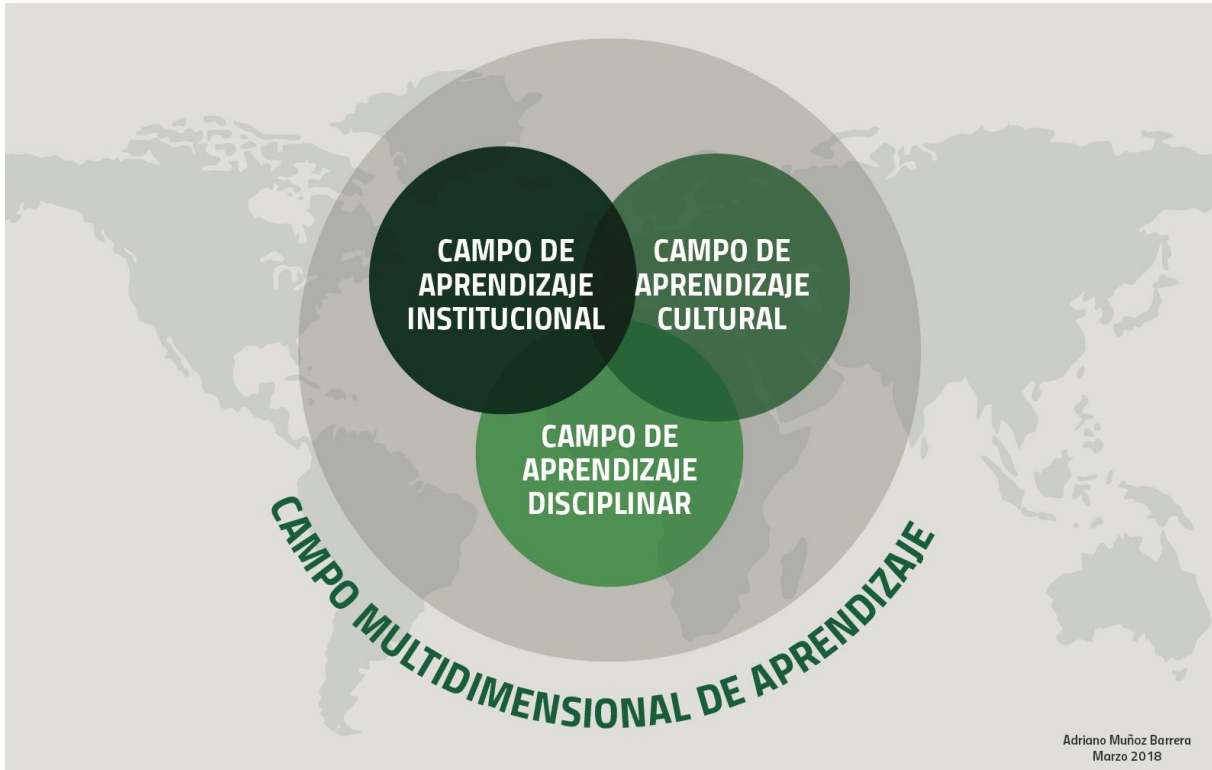 CAMPO DE
APRENDIZAJE
INSTITUCIONAL
CAMPO DE
APRENDIZAJE
CULTURAL
CAMPO DE
APRENDIZAJE
DISCIPLINAR
CAMPO MULTIDIMENSIONAL DE APRENDIZAJE
Adriano Muñoz Barrera
Marzo 2018